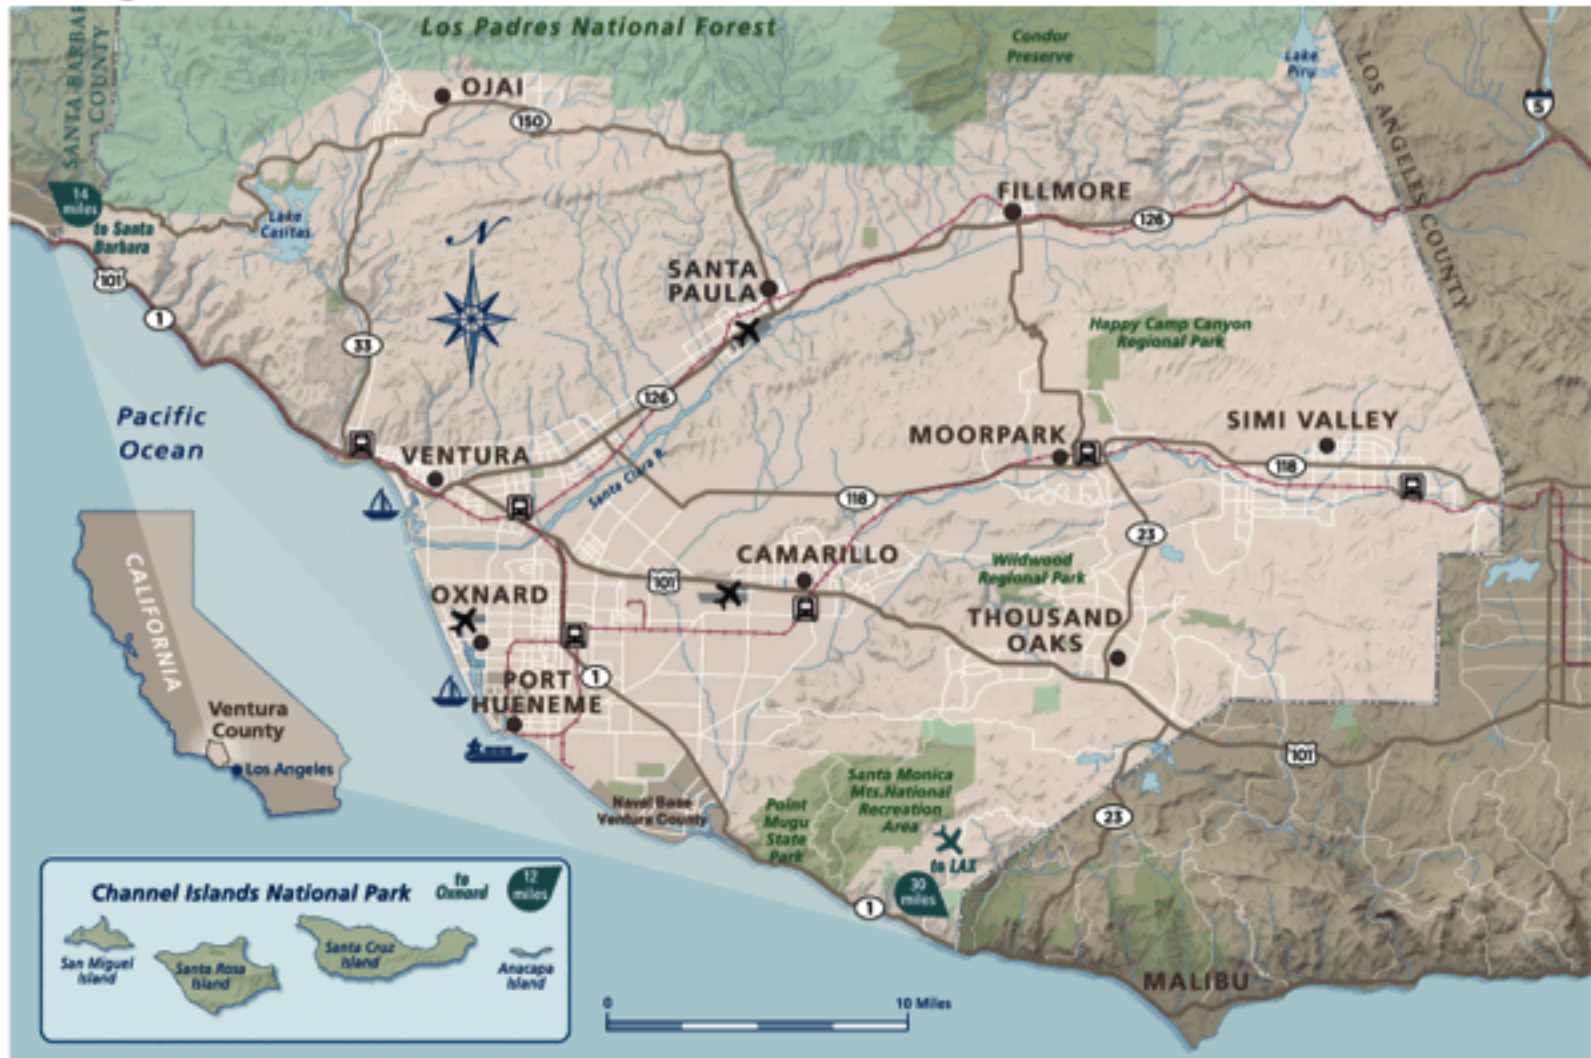 Los Padres National Forest
Condor
Preserve
Lake
Piru
SANTA BARBAR
COUNTY
LOS ANGELES COUNTY
5
OJAI
150
14
miles
to Santa
Barbara
Lake
Casitas
N
FILLMORE
126
101
1
33
SANTA
PAULA
Happy Camp Canyon
Regional Park
126
Pacific
Ocean
VENTURA
Santa Clara R.
MOORPARK
SIMI VALLEY
118
118
23
CAMARILLO
101
Wildwood
Regional Park
OXNARD
THOUSAND
OAKS
PORT
HUENEME
1
CALIFORNIA
Ventura
County
Los Angeles
101
Naval Base
Ventura County
Point
Mugu
State
Park
Santa Monica
Mts.National
Recreation
Area
23
to LAX
30
miles
1
MALIBU
Channel Islands National Park
to
Oxnard
12
miles
San Miguel
Island
Santa Rosa
Island
Santa Cruz
Island
Anacapa
Island
0
10 Miles